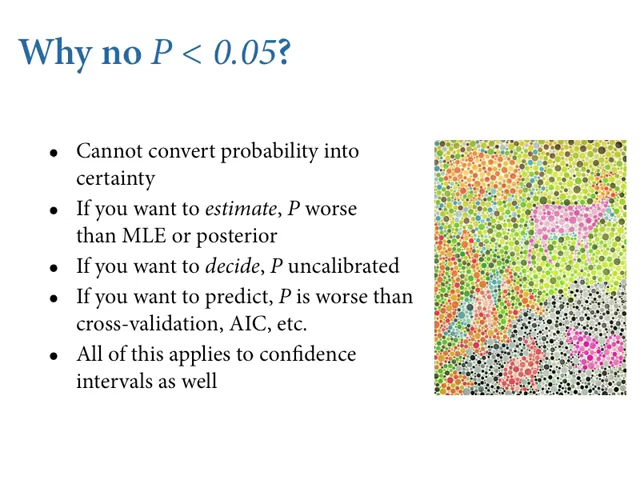 Why no P < 0.05?
• Cannot convert probability into
certainty
• If you want to estimate, P worse
than MLE or posterior
• If you want to decide, P uncalibrated
• If you want to predict, P is worse than
cross-validation, AIC, etc.
• All of this applies to confidence
intervals as well